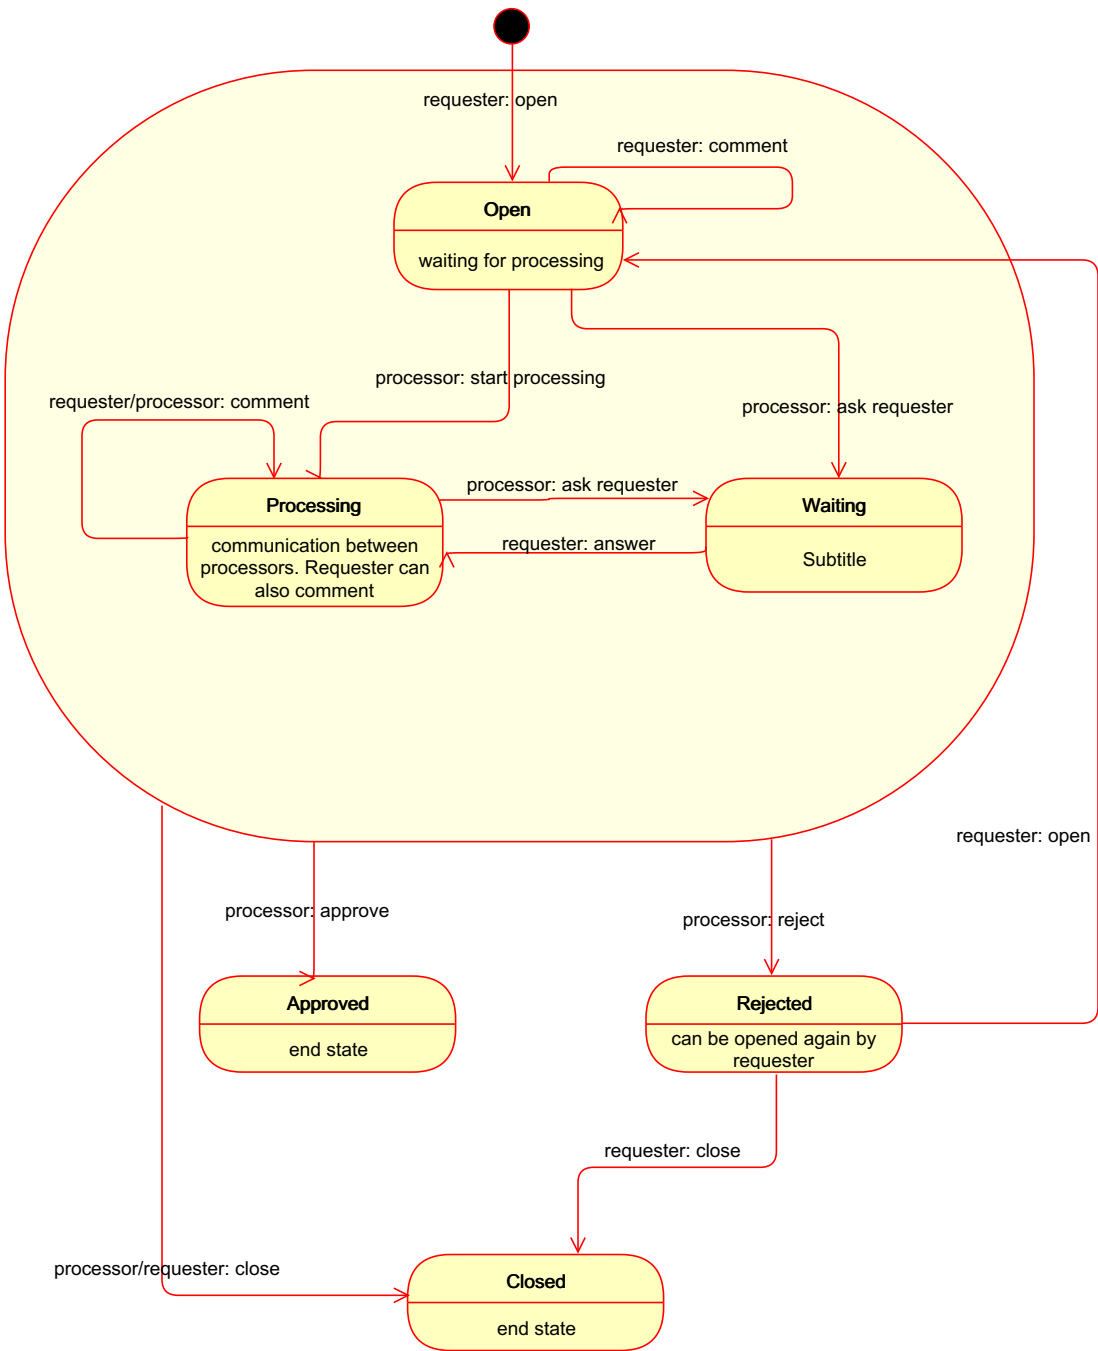 requester: open
requester: comment
Open
waiting for processing
processor: start processing
requester/processor: comment
processor: ask requester
Processing
communication between
processors. Requester can
also comment
processor: ask requester
requester: answer
Waiting
Subtitle
requester: open
processor: approve
processor: reject
Approved
end state
Rejected
can be opened again by
requester
requester: close
processor/requester: close
Closed
end state